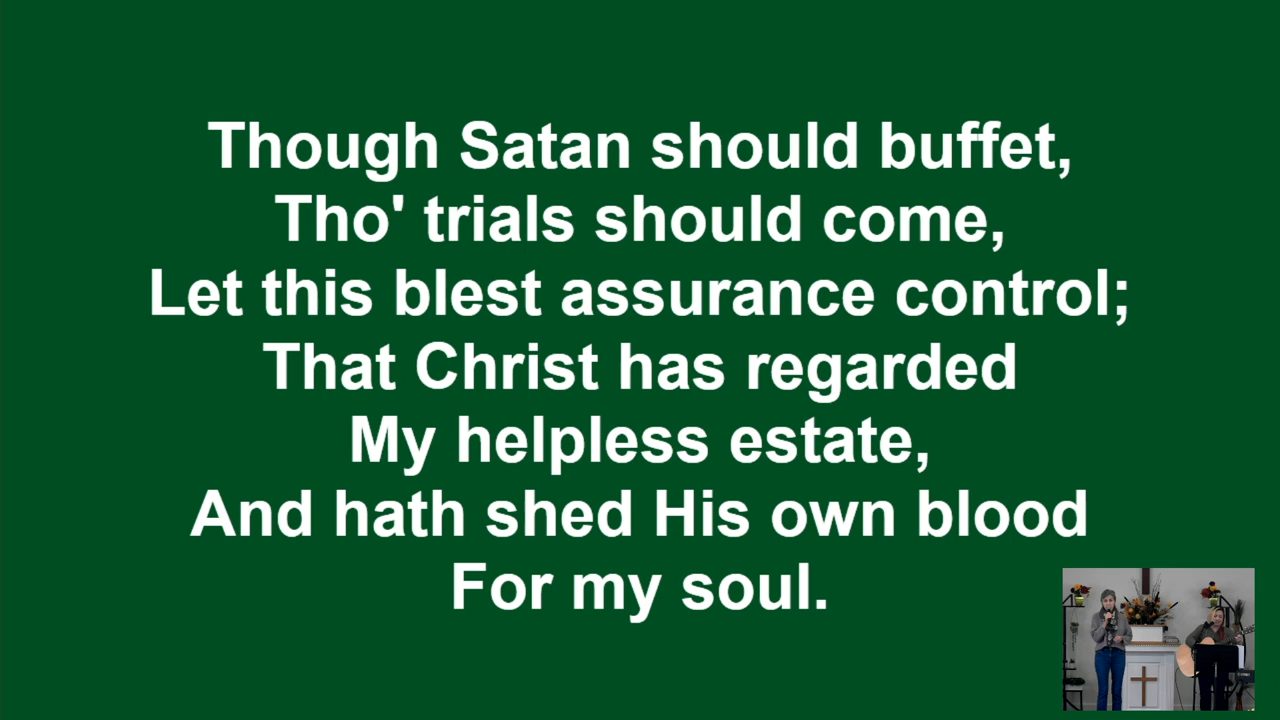 Though Satan should buffet,
Tho' trials should come,
Let this blest assurance control;
That Christ has regarded
My helpless estate,
And hath shed His own blood
For my soul.